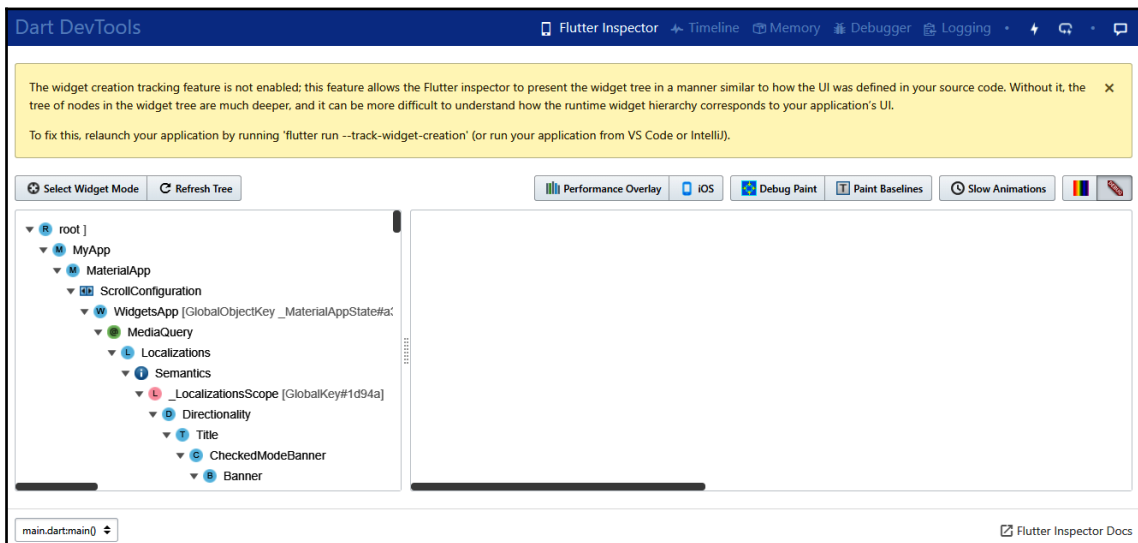 Dart DevTools
Flutter Inspector Timeline Memory Debugger Logging
The widget creation tracking feature is not enabled; this feature allows the Flutter inspector to present the widget tree in a manner similar to how the UI was defined in your source code. Without it, the
tree of nodes in the widget tree are much deeper, and it can be more difficult to understand how the runtime widget hierarchy corresponds to your application's UI.
To fix this, relaunch your application by running 'flutter run --track-widget-creation' (or run your application from VS Code or IntelliJ).
Select Widget Mode Refresh Tree Performance Overlay iOS Debug Paint Paint Baselines Slow Animations
R root ]
M MyApp
M MaterialApp
ScrollConfiguration
W WidgetsApp [GlobalObjectKey _MaterialAppState#a3
MediaQuery
L Localizations
Semantics
L _LocalizationsScope [GlobalKey#1d94a]
D Directionality
T Title
C CheckedModeBanner
B Banner
main.dart:main()
Flutter Inspector Docs